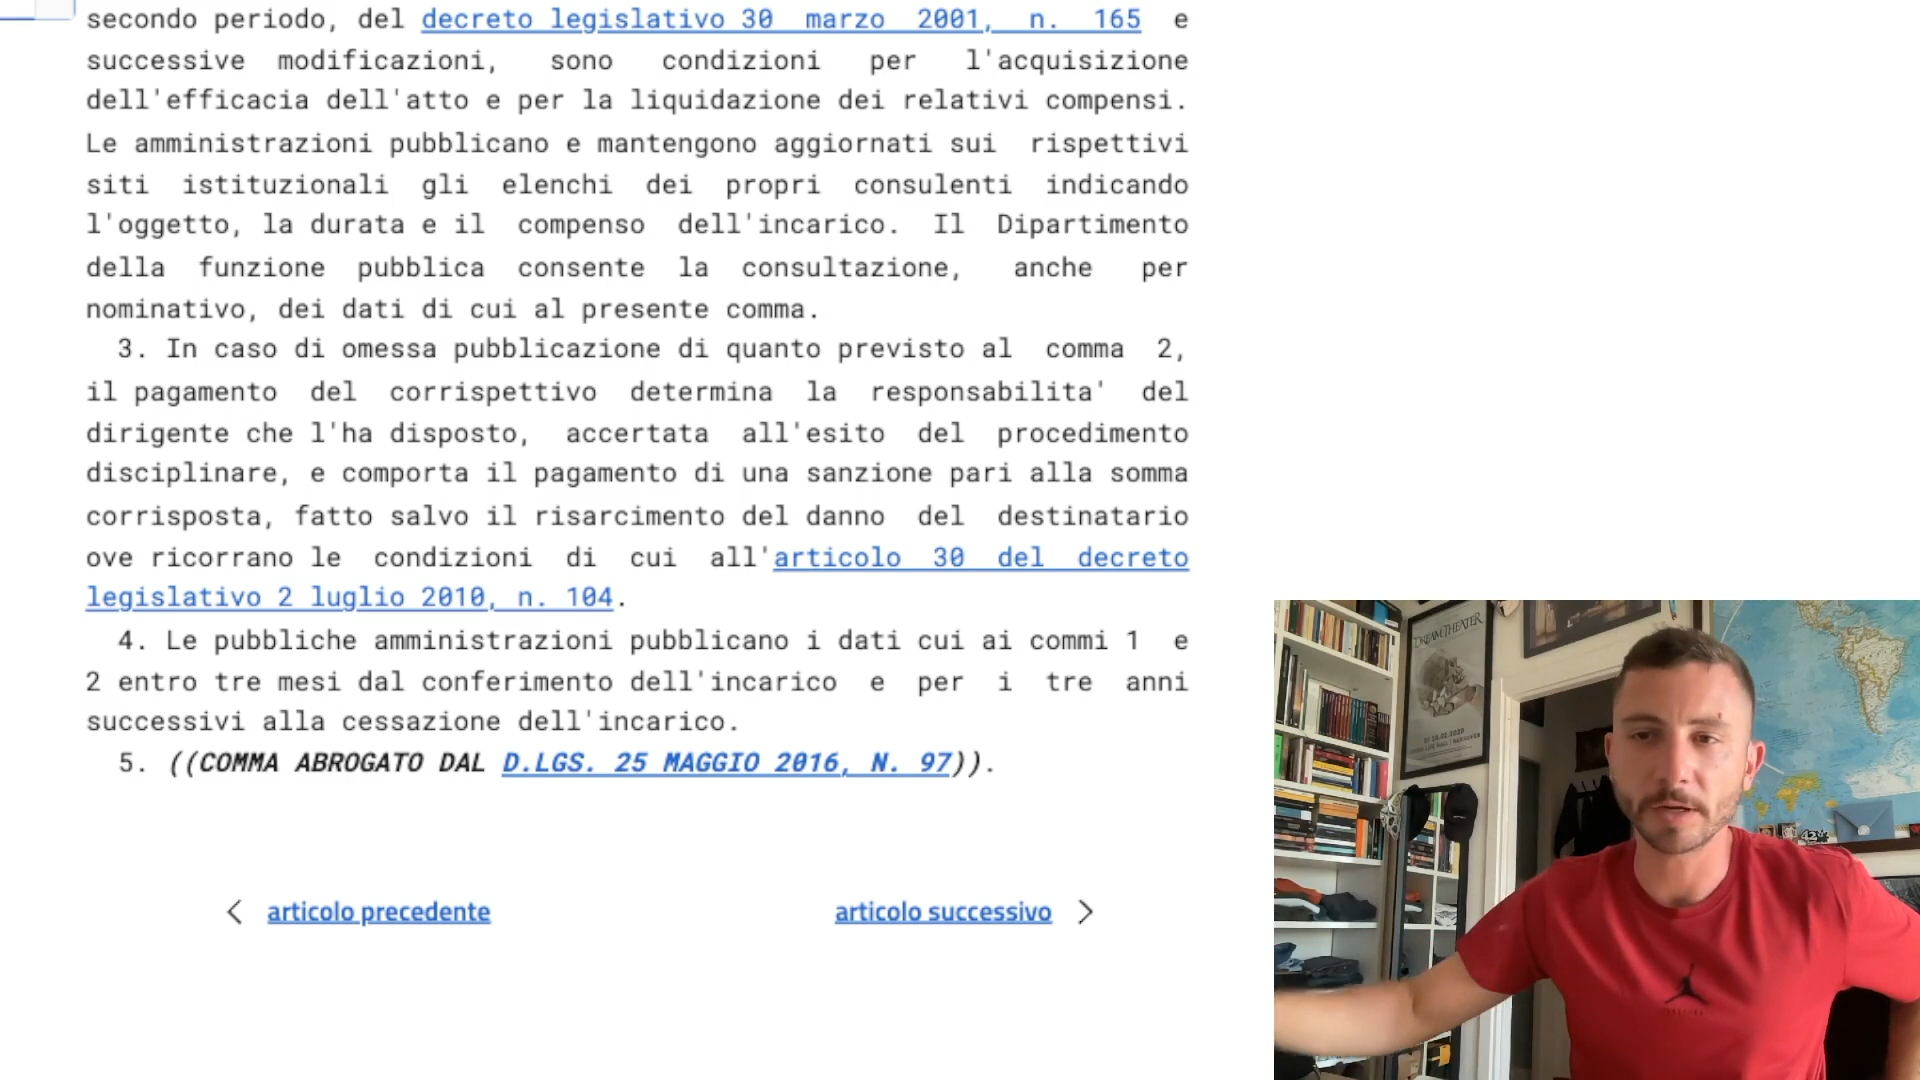 secondo periodo, del decreto legislativo 30 marzo 2001, n. 165 e
successive modificazioni, sono condizioni per l'acquisizione
dell'efficacia dell'atto e per la liquidazione dei relativi compensi.
Le amministrazioni pubblicano e mantengono aggiornati sui rispettivi
siti istituzionali gli elenchi dei propri consulenti indicando
l'oggetto, la durata e il compenso dell'incarico. Il Dipartimento
della funzione pubblica consente la consultazione, anche per
nominativo, dei dati di cui al presente comma.
3. In caso di omessa pubblicazione di quanto previsto al comma 2,
il pagamento del corrispettivo determina la responsabilita' del
dirigente che l'ha disposto, accertata all'esito del procedimento
disciplinare, e comporta il pagamento di una sanzione pari alla somma
corrisposta, fatto salvo il risarcimento del danno del destinatario
ove ricorrano le condizioni di cui all'articolo 30 del decreto
legislativo 2 luglio 2010, n. 104.
4. Le pubbliche amministrazioni pubblicano i dati cui ai commi 1 e
2 entro tre mesi dal conferimento dell'incarico e per i tre anni
successivi alla cessazione dell'incarico.
5. ((COMMA ABROGATO DAL D.LGS. 25 MAGGIO 2016, N. 97)).
articolo precedente
articolo successivo
DREAM THEATER